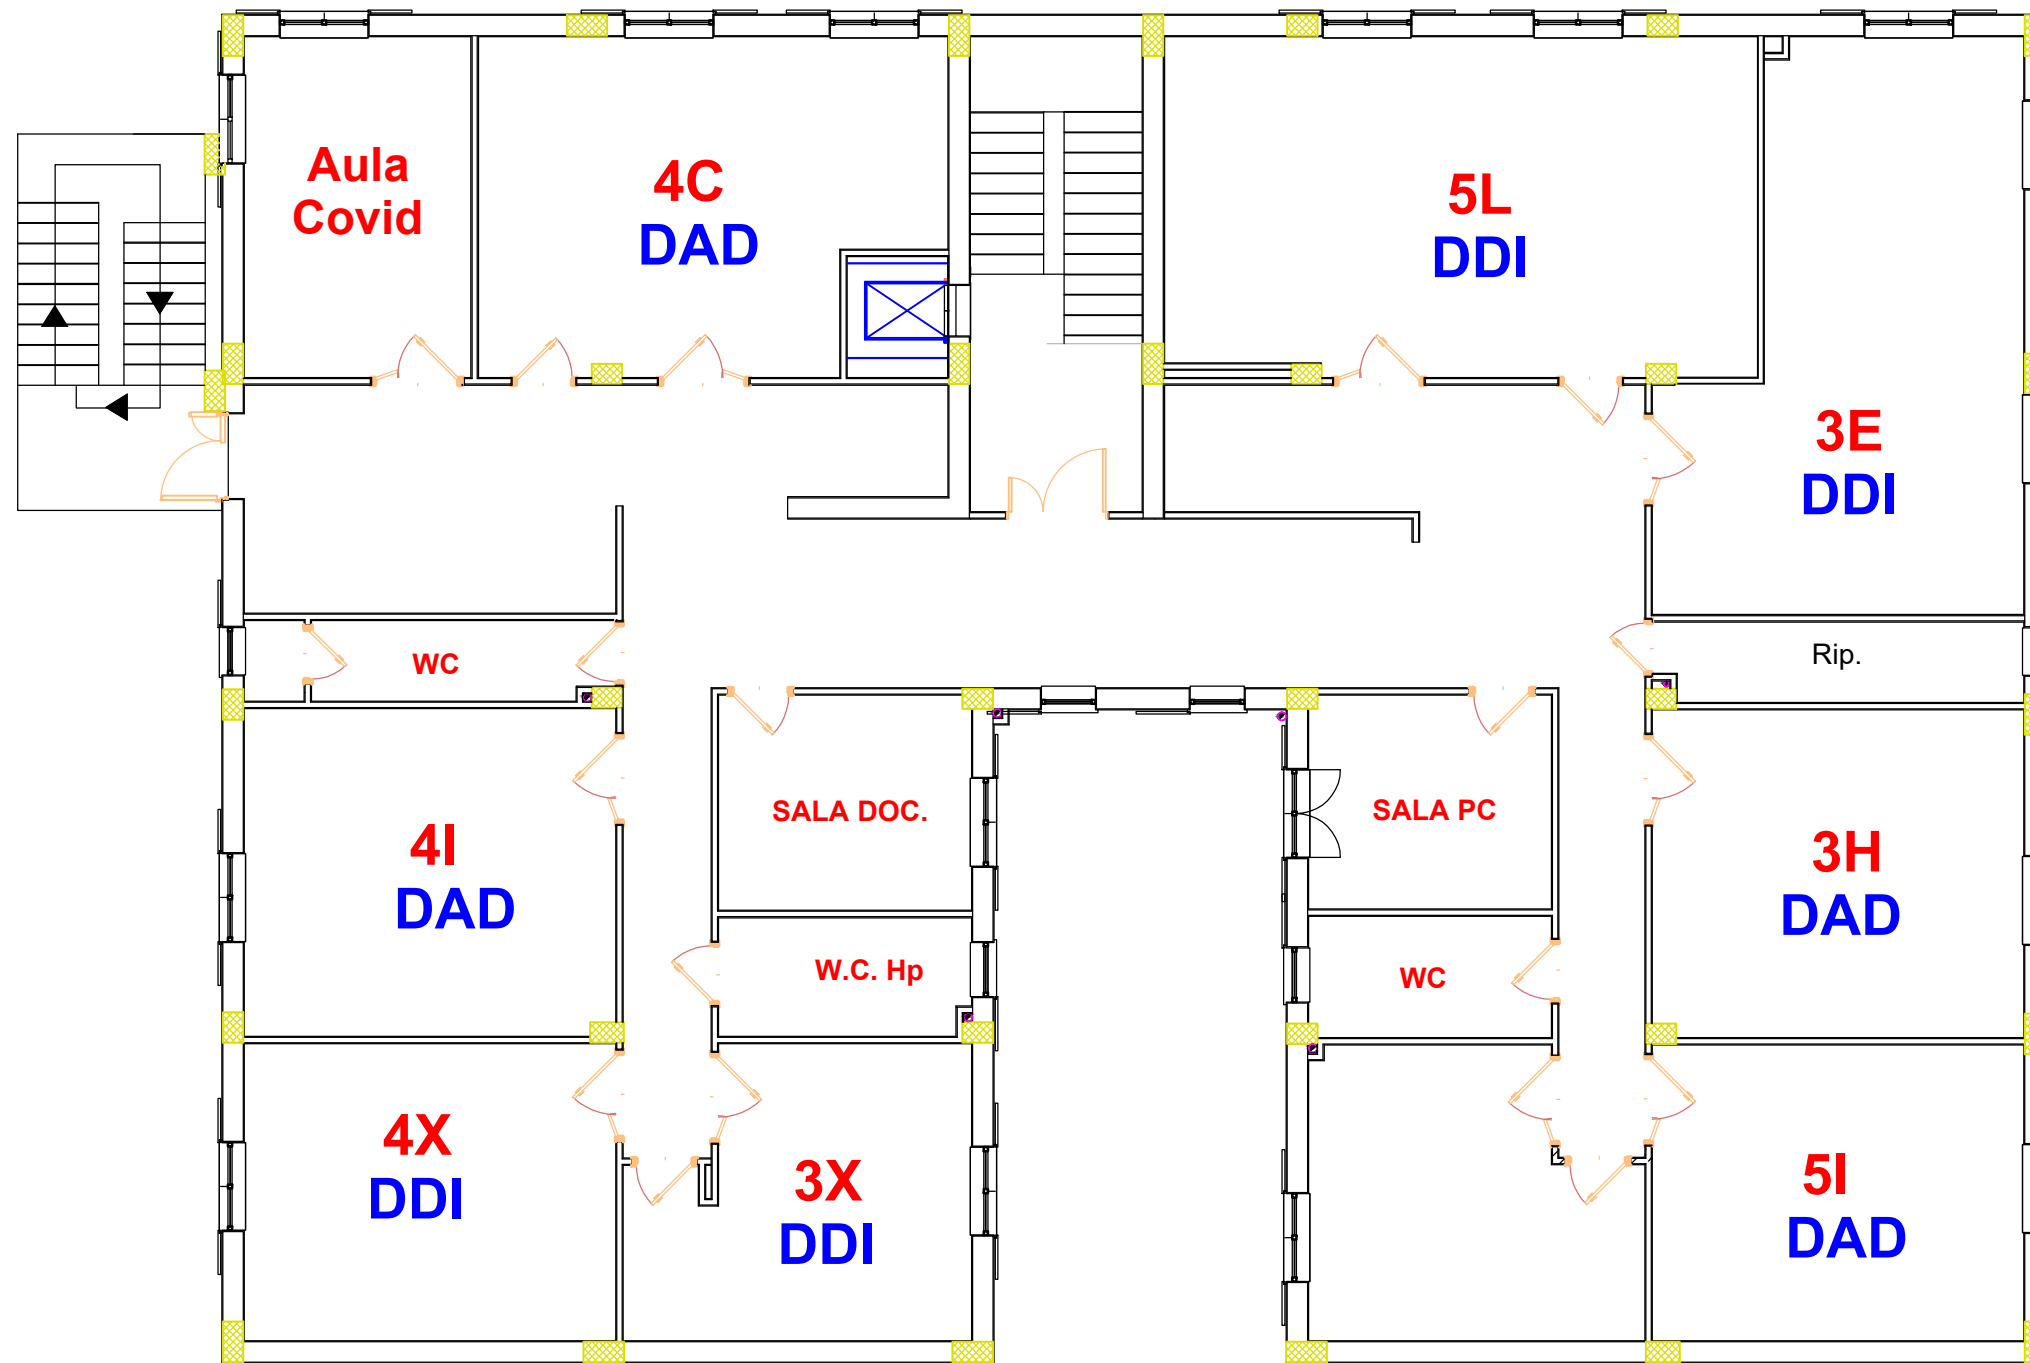 Aula
Covid
4C
DAD
5L
DDI
3E
DDI
WC
Rip.
SALA DOC.
SALA PC
4I
DAD
3H
DAD
W.C. Hp
WC
4X
DDI
3X
DDI
5I
DAD